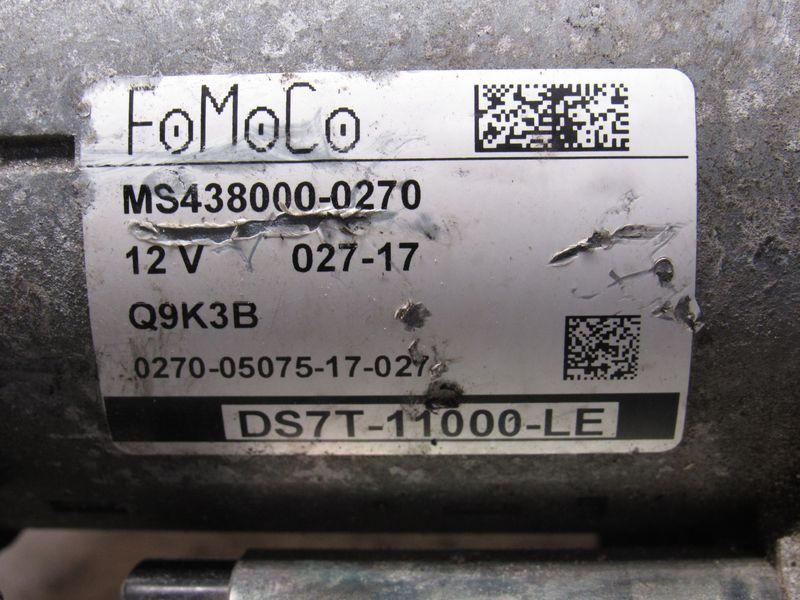 FoMoCo
MS438000-0270
12 V 027-17
Q9K3B
0270-05075-17-027
DS7T-11000-LE